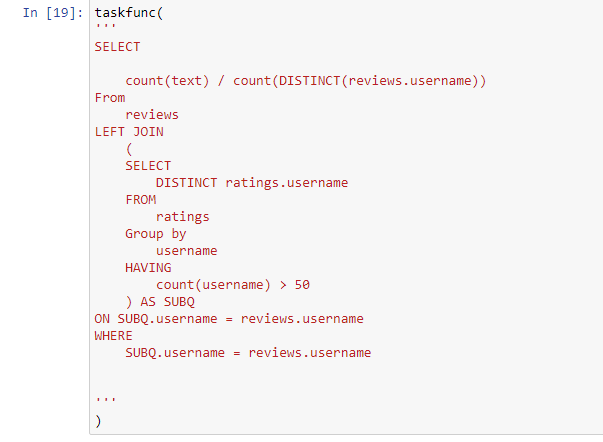 In [19]: taskfunc(
'''
SELECT
count(text) / count(DISTINCT(reviews.username))
From
reviews
LEFT JOIN
(
SELECT
DISTINCT ratings.username
FROM
ratings
Group by
username
HAVING
count(username) > 50
) AS SUBQ
ON SUBQ.username = reviews.username
WHERE
SUBQ.username = reviews.username
'''
)